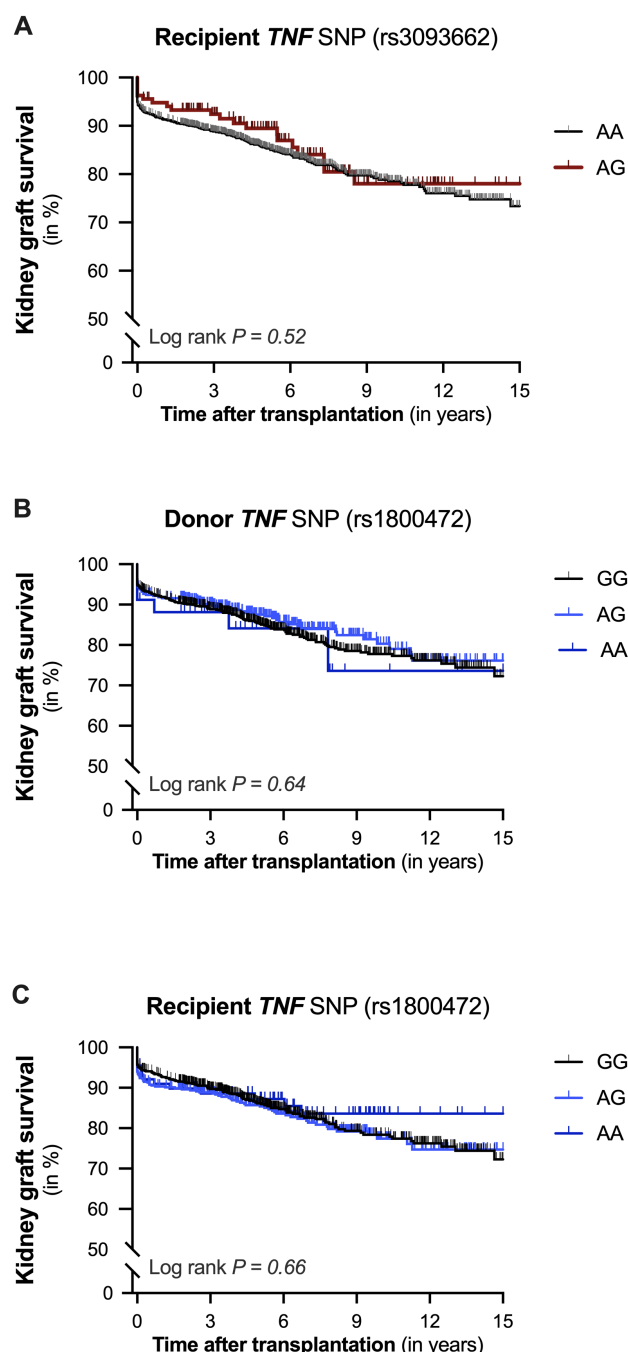 A
Recipient TNF SNP (rs3093662)
Kidney graft survival
(in %)
100
90
80
70
60
50
0
Log rank P = 0.52
0 3 6 9 12 15
Time after transplantation (in years)
AA
AG
B
Donor TNF SNP (rs1800472)
Kidney graft survival
(in %)
100
90
80
70
60
50
0
Log rank P = 0.64
0 3 6 9 12 15
Time after transplantation (in years)
GG
AG
AA
C
Recipient TNF SNP (rs1800472)
Kidney graft survival
(in %)
100
90
80
70
60
50
0
Log rank P = 0.66
0 3 6 9 12 15
Time after transplantation (in years)
GG
AG
AA